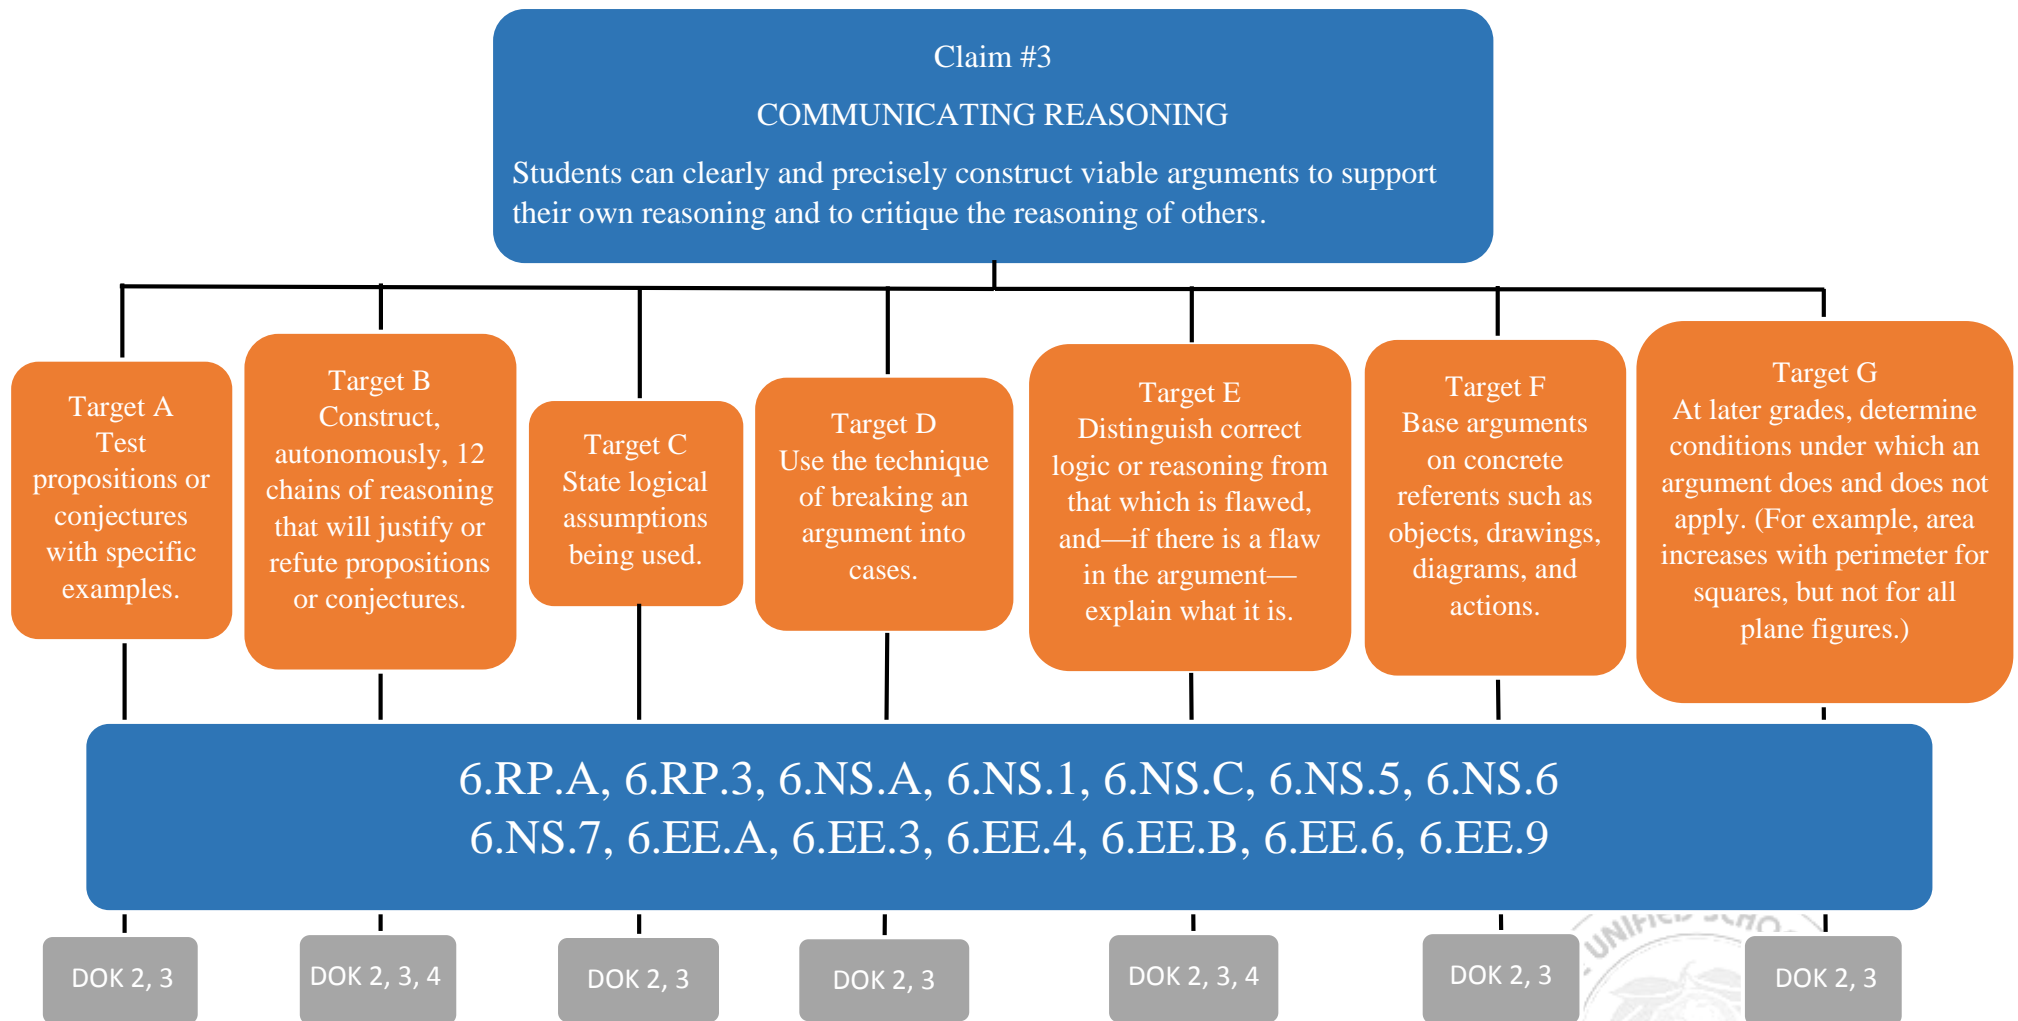 Claim #3
COMMUNICATING REASONING
Students can clearly and precisely construct viable arguments to support
their own reasoning and to critique the reasoning of others.
Target A
Test
propositions or
conjectures
with specific
examples.
Target B
Construct,
autonomously, 12
chains of reasoning
that will justify or
refute propositions
or conjectures.
Target C
State logical
assumptions
being used.
Target D
Use the technique
of breaking an
argument into
cases.
Target E
Distinguish correct
logic or reasoning from
that which is flawed,
and—if there is a flaw
in the argument—
explain what it is.
Target F
Base arguments
on concrete
referents such as
objects, drawings,
diagrams, and
actions.
Target G
At later grades, determine
conditions under which an
argument does and does not
apply. (For example, area
increases with perimeter for
squares, but not for all
plane figures.)
6.RP.A, 6.RP.3, 6.NS.A, 6.NS.1, 6.NS.C, 6.NS.5, 6.NS.6
6.NS.7, 6.EE.A, 6.EE.3, 6.EE.4, 6.EE.B, 6.EE.6, 6.EE.9
DOK 2, 3
DOK 2, 3, 4
DOK 2, 3
DOK 2, 3
DOK 2, 3, 4
DOK 2, 3
DOK 2, 3
UNIFIED